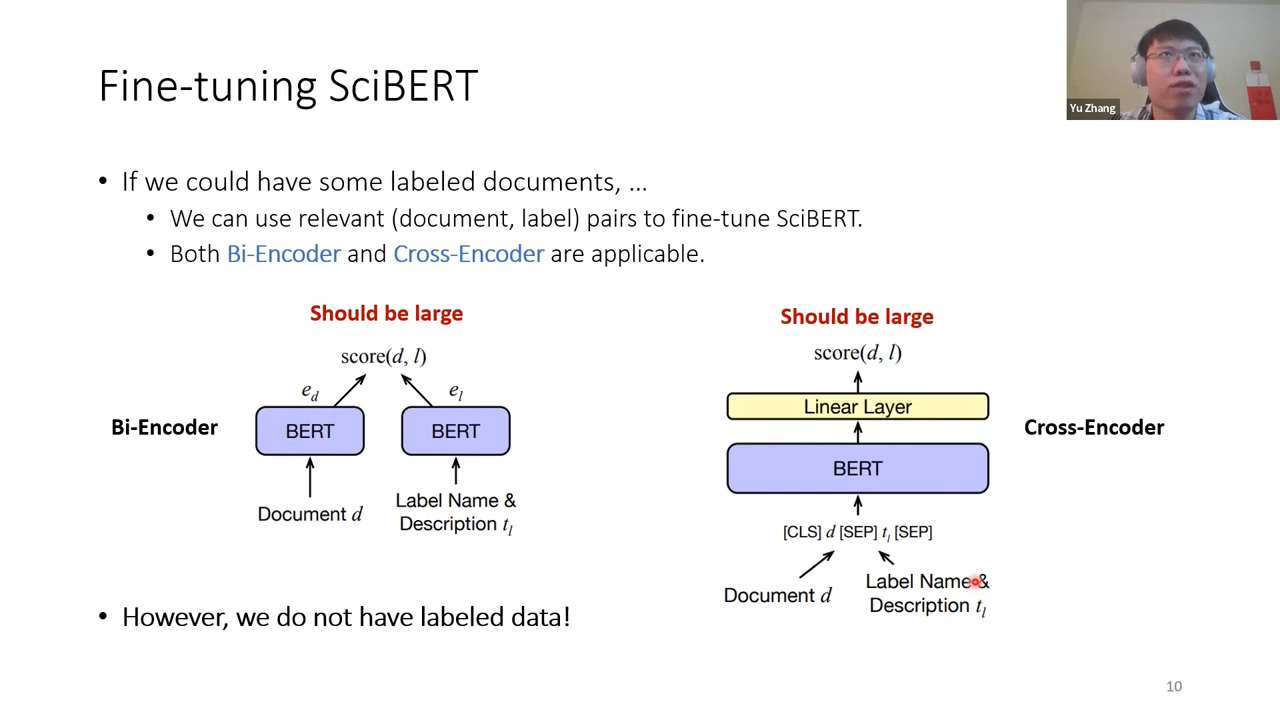 Fine-tuning SciBERT
Yu Zhang
• If we could have some labeled documents, …
• We can use relevant (document, label) pairs to fine-tune SciBERT.
• Both Bi-Encoder and Cross-Encoder are applicable.
Should be large
score(d, l)
e_d
e_l
Bi-Encoder
BERT
BERT
Document d
Label Name &
Description t_l
Should be large
score(d, l)
Linear Layer
Cross-Encoder
BERT
[CLS] d [SEP] t_l [SEP]
Document d
Label Name &
Description t_l
• However, we do not have labeled data!
10